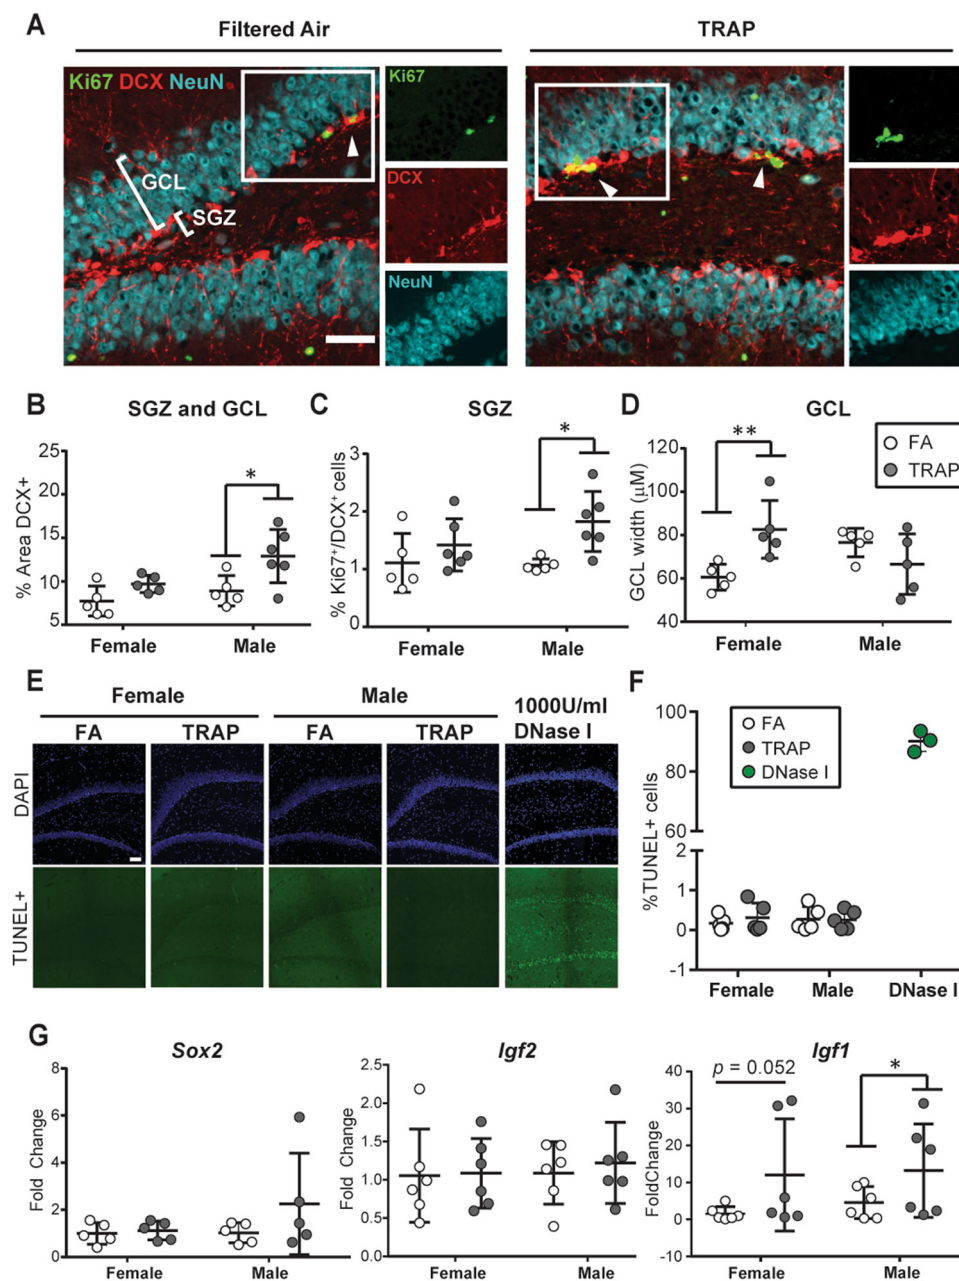 A
Filtered Air
TRAP
Ki67 DCX NeuN
Ki67
DCX
NeuN
GCL
SGZ
B
SGZ and GCL
% Area DCX+
25
20
15
10
5
*
Female
Male
C
SGZ
% Ki67⁺/DCX⁺ cells
3
2
1
0
*
Female
Male
D
GCL
GCL width (μM)
120
100
80
60
40
**
FA
TRAP
Female
Male
E
Female
Male
1000U/ml
DNase I
FA
TRAP
FA
TRAP
DAPI
TUNEL+
F
%TUNEL+ cells
100
80
60
2
1
0
-1
FA
TRAP
DNase I
Female
Male
DNase I
G
Sox2
Fold Change
8
6
4
2
0
Female
Male
Igf2
Fold Change
2.5
2.0
1.5
1.0
0.5
0.0
Female
Male
Igf1
FoldChange
40
30
20
10
0
-10
p = 0.052
*
Female
Male